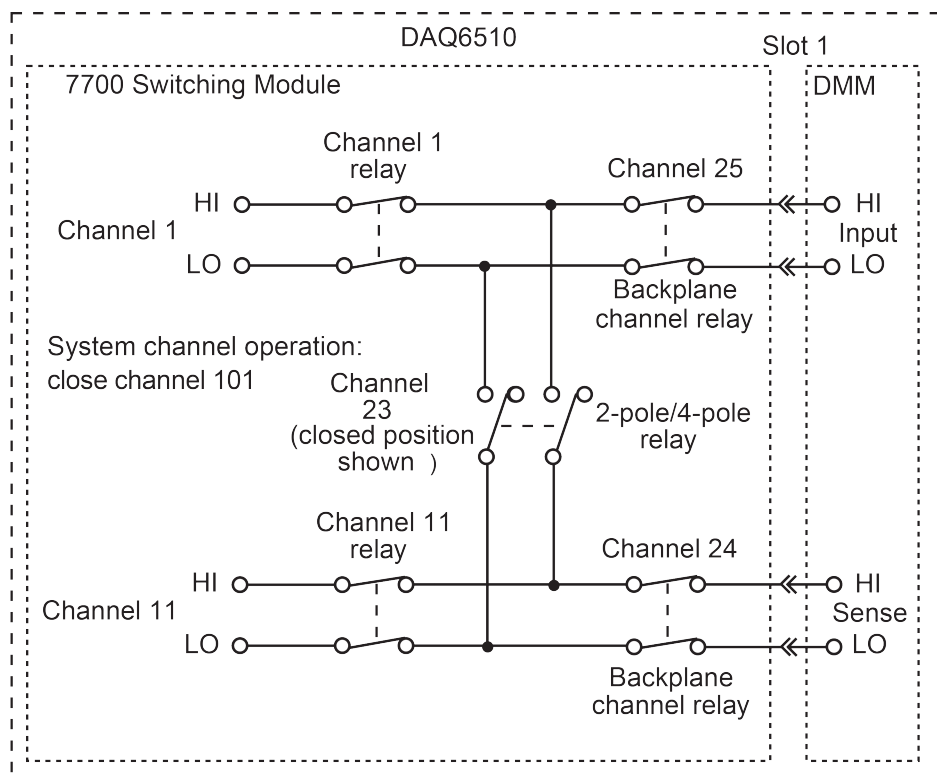 DAQ6510
Slot 1
7700 Switching Module
DMM
Channel 1
relay
Channel 25
HI
HI
Channel 1
Input
LO
LO
Backplane
channel relay
System channel operation:
close channel 101
Channel
23
(closed position
shown )
2-pole/4-pole
relay
Channel 11
relay
Channel 24
HI
HI
Channel 11
Sense
LO
LO
Backplane
channel relay